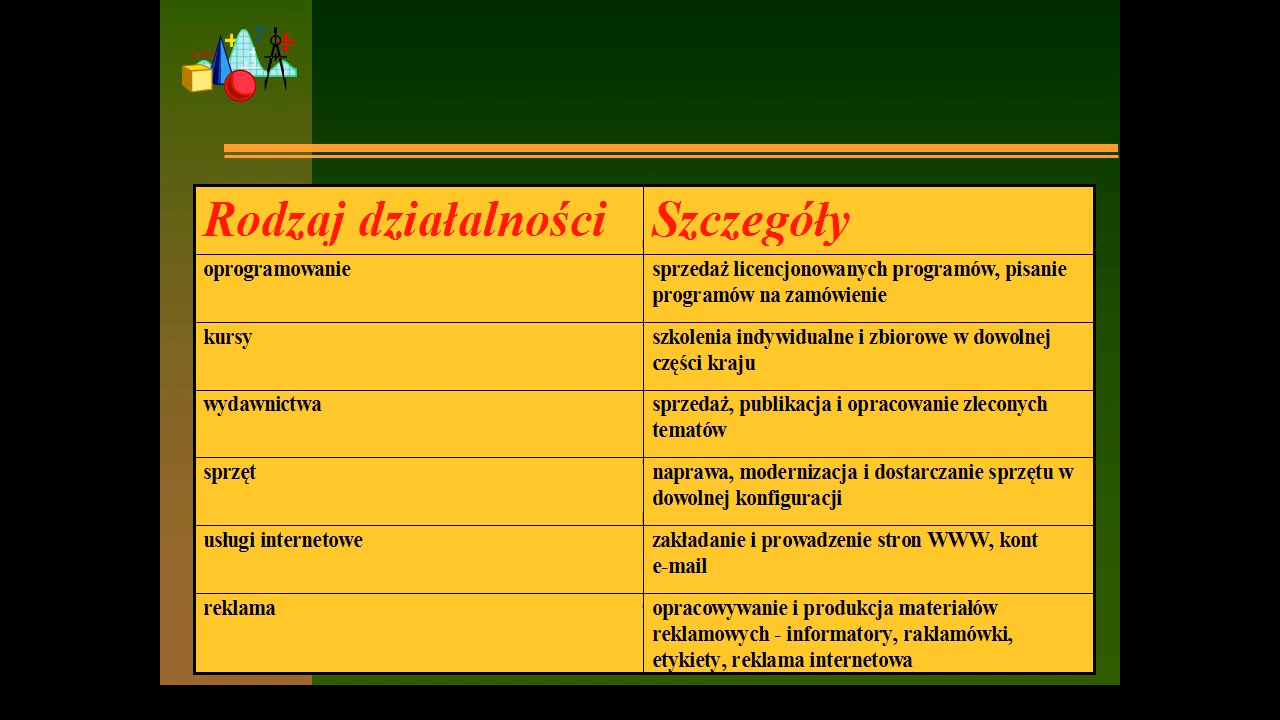 Rodzaj działalności
Szczegóły
oprogramowanie
sprzedaż licencjonowanych programów, pisanie
programów na zamówienie
kursy
szkolenia indywidualne i zbiorowe w dowolnej
części kraju
wydawnictwa
sprzedaż, publikacja i opracowanie zleconych
tematów
sprzęt
naprawa, modernizacja i dostarczanie sprzętu w
dowolnej konfiguracji
usługi internetowe
zakładanie i prowadzenie stron WWW, kont
e-mail
reklama
opracowywanie i produkcja materiałów
reklamowych - informatory, raklamówki,
etykiety, reklama internetowa